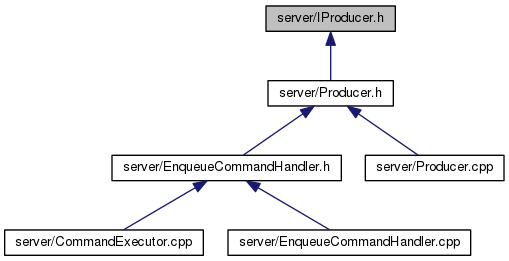 server/IProducer.h
server/Producer.h
server/EnqueueCommandHandler.h
server/Producer.cpp
server/CommandExecutor.cpp
server/EnqueueCommandHandler.cpp